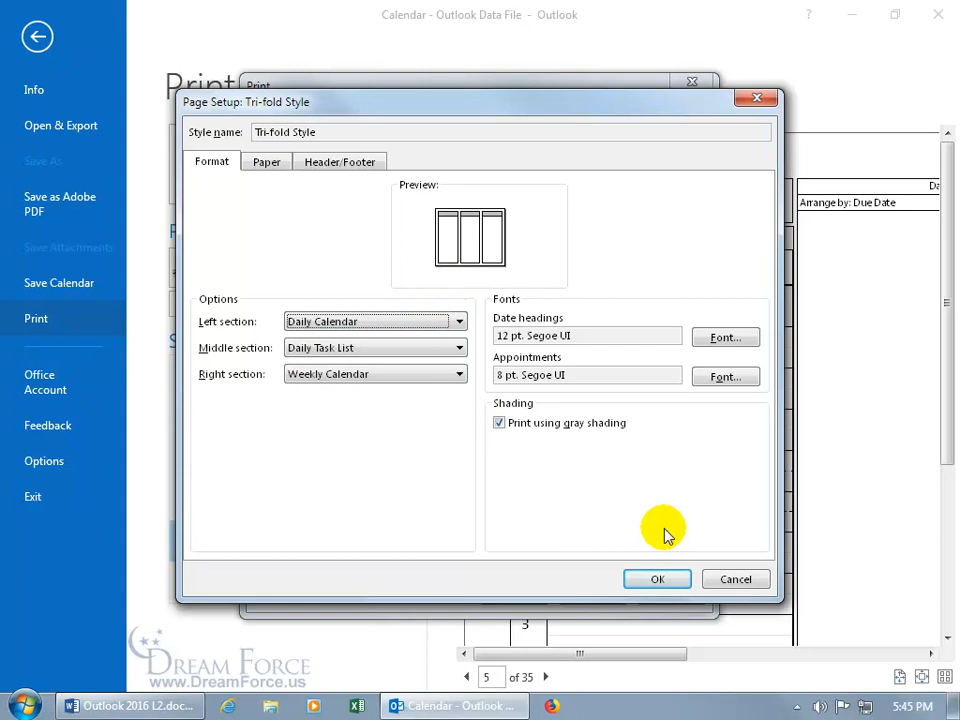 Calendar - Outlook Data File - Outlook
?
Info
Open & Export
Save As
Save as Adobe
PDF
Save Attachments
Save Calendar
Print
Office
Account
Feedback
Options
Exit
Print
Print
Page Setup: Tri-fold Style
Style name: Tri-fold Style
Format Paper Header/Footer
Preview:
Options
Left section: Daily Calendar
Middle section: Daily Task List
Right section: Weekly Calendar
Fonts
Date headings
12 pt. Segoe UI Font...
Appointments
8 pt. Segoe UI Font...
Shading
Print using gray shading
OK Cancel
Da
Arrange by: Due Date
3
5 of 35
DREAM FORCE
www.DreamForce.us
Outlook 2016 L2.doc...
Calendar - Outlook ...
5:45 PM